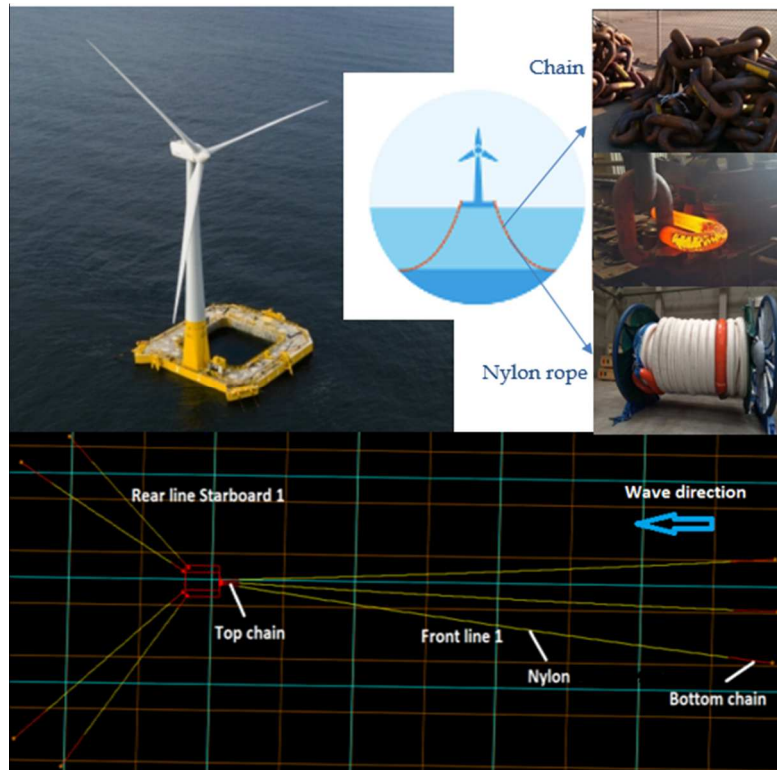 Chain
Nylon rope
Rear line Starboard 1
Wave direction
Top chain
Front line 1
Nylon
Bottom chain